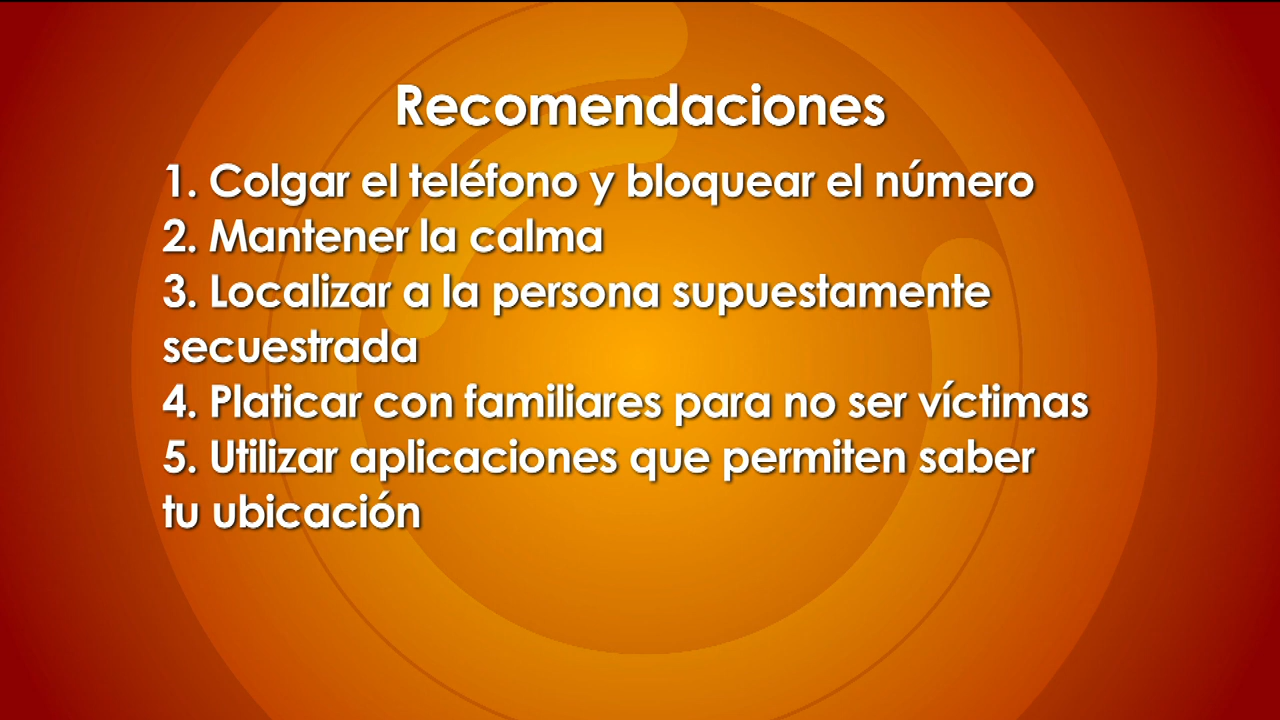 Recomendaciones
1. Colgar el teléfono y bloquear el número
2. Mantener la calma
3. Localizar a la persona supuestamente
secuestrada
4. Platicar con familiares para no ser víctimas
5. Utilizar aplicaciones que permiten saber
tu ubicación